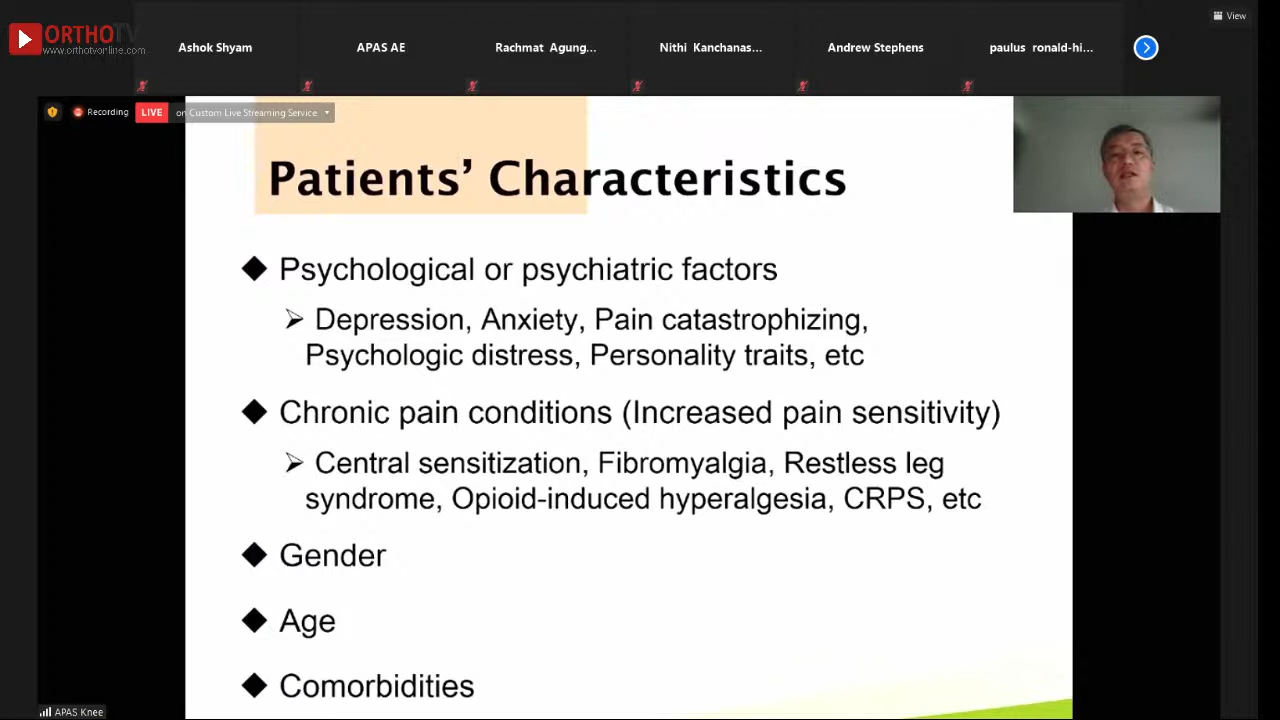 ORTHOTV
www.orthotvonline.com
Ashok Shyam
APAS AE
Rachmat Agung...
Nithi Kanchanas...
Andrew Stephens
paulus ronald-hi...
View
Recording
LIVE
on Custom Live Streaming Service
Patients’ Characteristics
◆ Psychological or psychiatric factors
➢ Depression, Anxiety, Pain catastrophizing,
Psychologic distress, Personality traits, etc
◆ Chronic pain conditions (Increased pain sensitivity)
➢ Central sensitization, Fibromyalgia, Restless leg
syndrome, Opioid-induced hyperalgesia, CRPS, etc
◆ Gender
◆ Age
◆ Comorbidities
APAS Knee